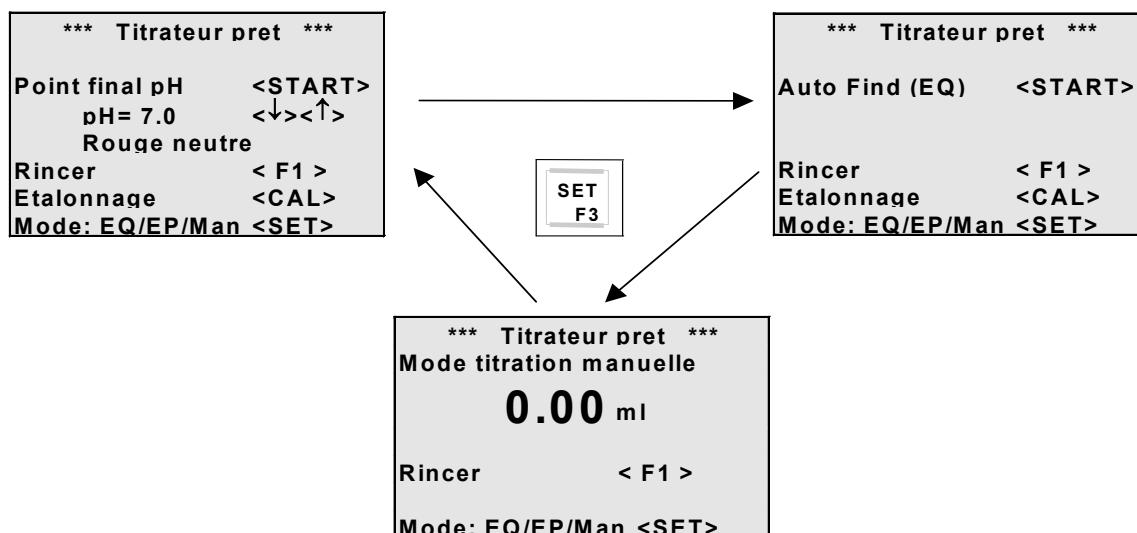 *** Titrateur pret ***
Point final pH <START>
pH= 7.0 <↓><↑>
Rouge neutre
Rincer < F1 >
Etalonnage <CAL>
Mode: EQ/EP/Man <SET>
*** Titrateur pret ***
Auto Find (EQ) <START>
Rincer < F1 >
Etalonnage <CAL>
Mode: EQ/EP/Man <SET>
SET
F3
*** Titrateur pret ***
Mode titration manuelle
0.00 ml
Rincer < F1 >
Mode: EQ/EP/Man <SET>